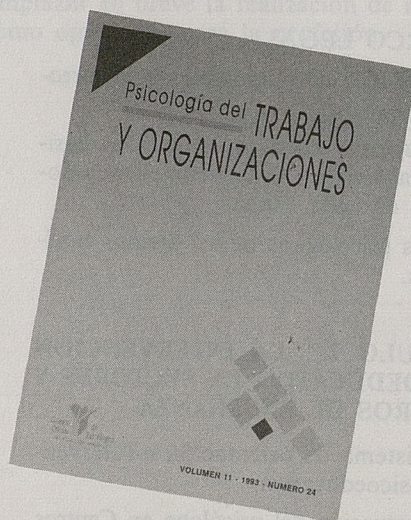 Psicología del TRABAJO
Y ORGANIZACIONES
VOLUMEN 11 - 1993 - NUMERO 24